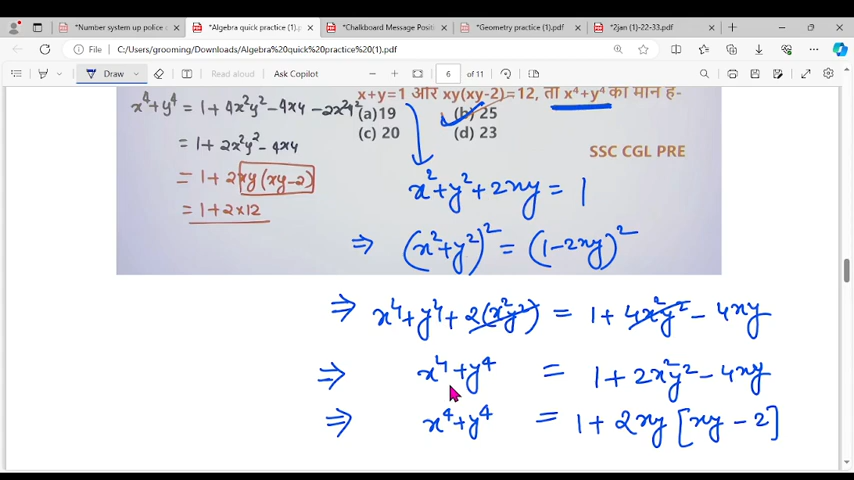 *Number system up police c
*Algebra quick practice (1).p
*Chalkboard Message Posit
*Geometry practice (1).pdf
*2jan (1)-22-33.pdf
File C:/Users/grooming/Downloads/Algebra%20quick%20practice%20(1).pdf
Draw
Read aloud
Ask Copilot
6 of 11
x+y=1 और xy(xy-2)=12, तो x⁴+y⁴ का मान है-
(a)19 (b) 25
(c) 20 (d) 23
SSC CGL PRE
x⁴+y⁴ = 1+4x²y²-4xy-2x²y²
= 1+2x²y²-4xy
= 1+2xy(xy-2)
= 1+2×12
x²+y²+2xy = 1
⇒ (x²+y²)² = (1-2xy)²
⇒ x⁴+y⁴+2(x²y²) = 1+4x²y²-4xy
⇒ x⁴+y⁴ = 1+2x²y²-4xy
⇒ x⁴+y⁴ = 1+2xy[xy-2]